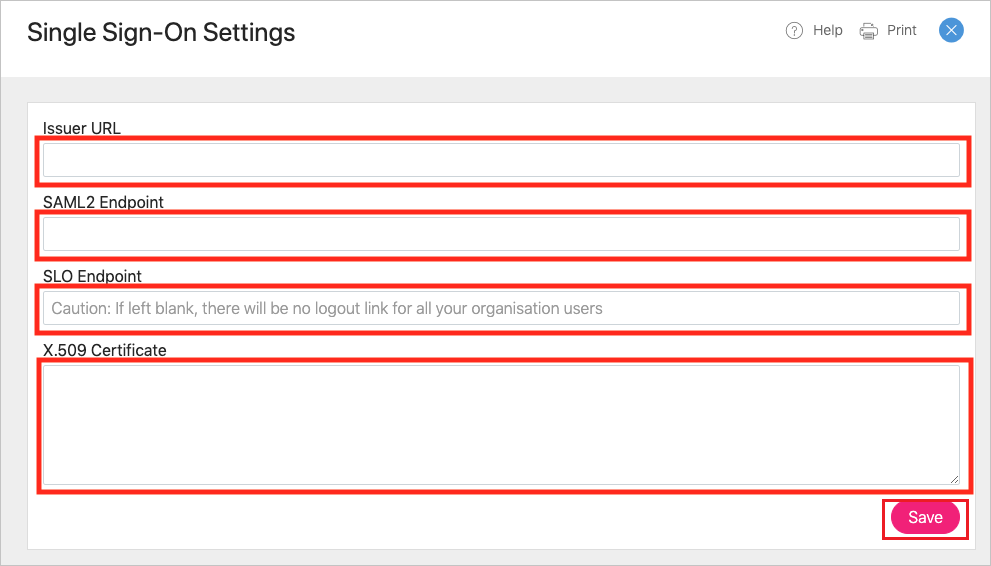 Single Sign-On Settings
? Help Print
Issuer URL
SAML2 Endpoint
SLO Endpoint
Caution: If left blank, there will be no logout link for all your organisation users
X.509 Certificate
Save